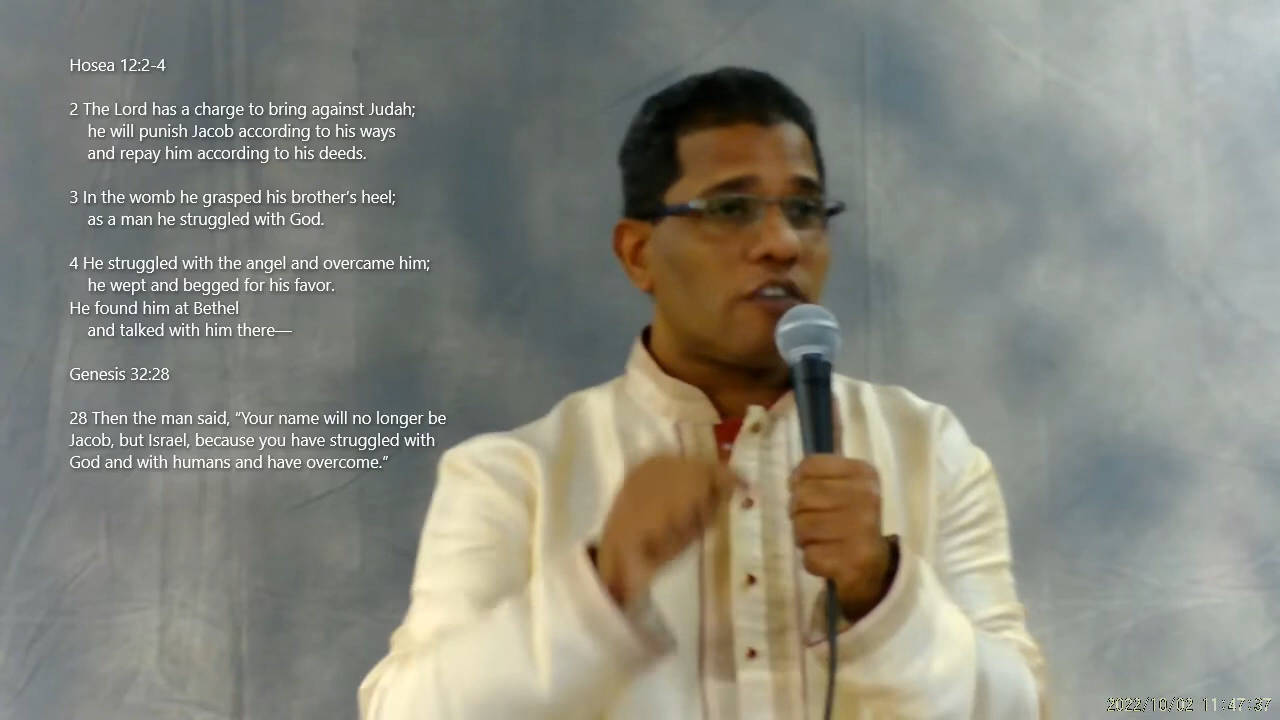 Hosea 12:2-4
2 The Lord has a charge to bring against Judah;
he will punish Jacob according to his ways
and repay him according to his deeds.
3 In the womb he grasped his brother’s heel;
as a man he struggled with God.
4 He struggled with the angel and overcame him;
he wept and begged for his favor.
He found him at Bethel
and talked with him there—
Genesis 32:28
28 Then the man said, “Your name will no longer be
Jacob, but Israel, because you have struggled with
God and with humans and have overcome.”
2022/10/02 11:47:37